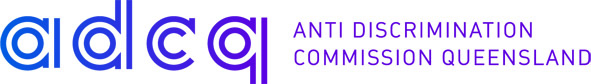 adcq
ANTI DISCRIMINATION
COMMISSION QUEENSLAND